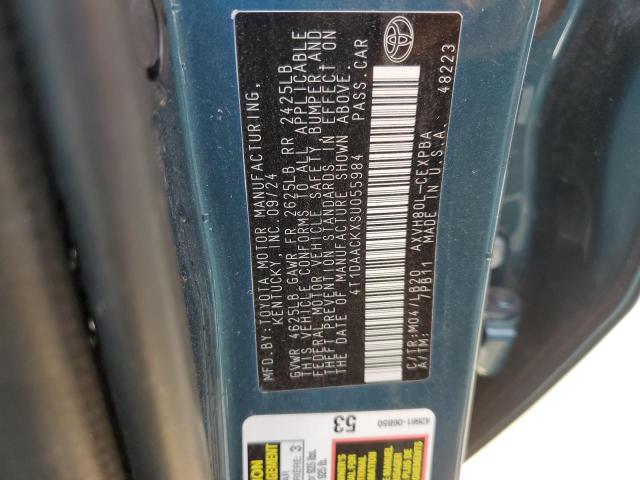 MFD.BY:TOYOTA MOTOR MANUFACTURING,
KENTUCKY, INC. 09/24
GVWR 4625LB GAWR FR 2625LB RR 2425LB
THIS VEHICLE CONFORMS TO ALL APPLICABLE
FEDERAL MOTOR VEHICLE SAFETY, BUMPER, AND
THEFT PREVENTION STANDARDS IN EFFECT ON
THE DATE OF MANUFACTURE SHOWN ABOVE.
4T1DAACKXSU055984 PASS.CAR
C/TR:M04/LB20 AXVH80L-CEXPBA
A/TM: 7PB11 MADE IN U.S.A.
48223
53
42661-06B50